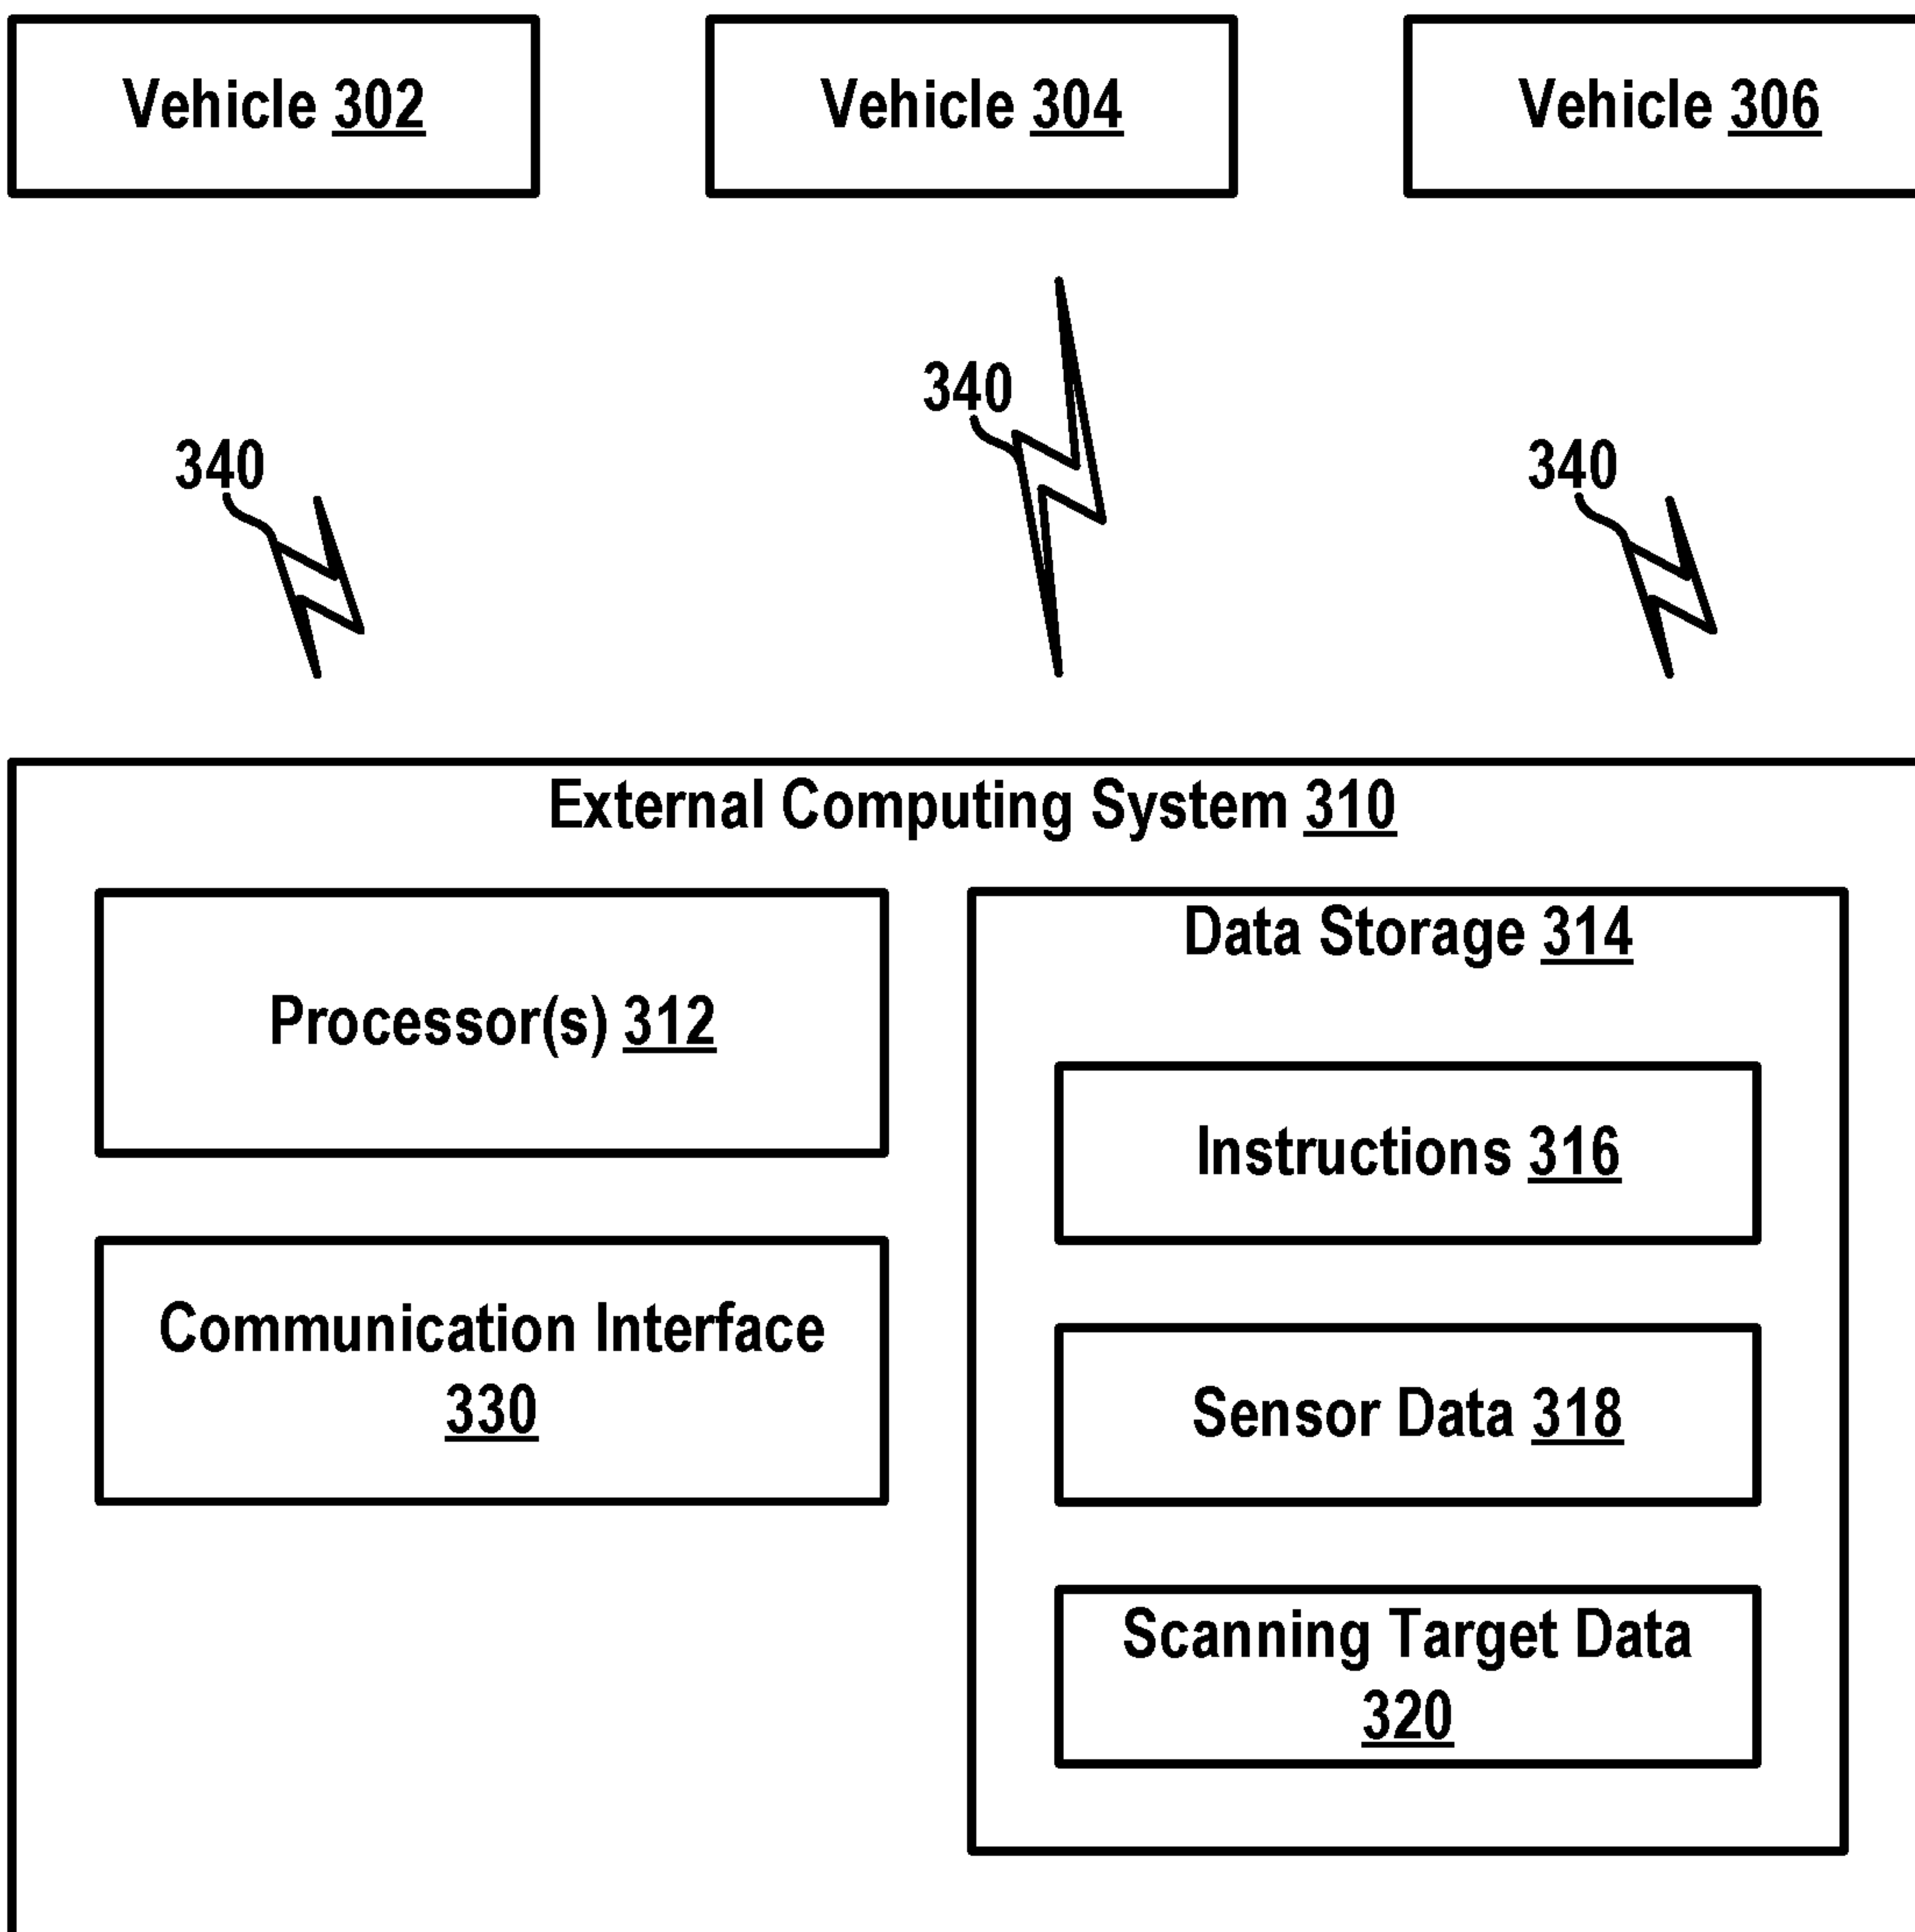 Vehicle 302
Vehicle 304
Vehicle 306
340
340
340
External Computing System 310
Processor(s) 312
Communication Interface
330
Data Storage 314
Instructions 316
Sensor Data 318
Scanning Target Data
320